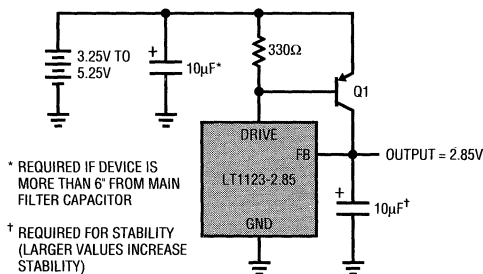 3.25V TO
5.25V
+
10µF*
330Ω
Q1
DRIVE
FB
LT1123-2.85
GND
OUTPUT = 2.85V
+
10µF†
* REQUIRED IF DEVICE IS
MORE THAN 6" FROM MAIN
FILTER CAPACITOR
† REQUIRED FOR STABILITY
(LARGER VALUES INCREASE
STABILITY)